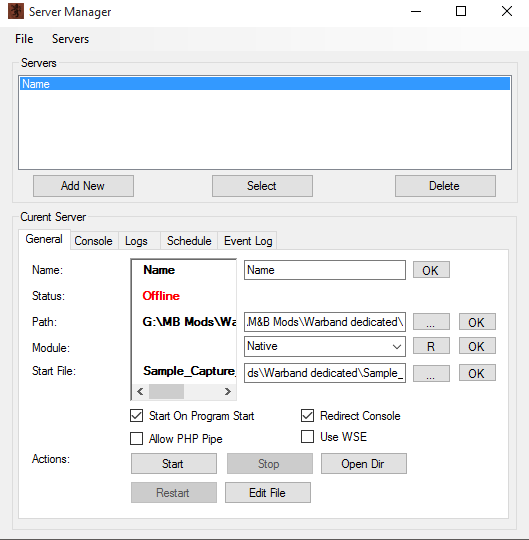 Server Manager
File Servers
Servers
Name
Add New Select Delete
Curent Server
General Console Logs Schedule Event Log
Name: Name Name OK
Status: Offline
Path: G:\MB Mods\Wa .M&B Mods\Warband dedicated\ ... OK
Module: Native R OK
Start File: Sample_Capture_ ds\Warband dedicated\Sample_ ... OK
Start On Program Start Redirect Console
Allow PHP Pipe Use WSE
Actions: Start Stop Open Dir
Restart Edit File